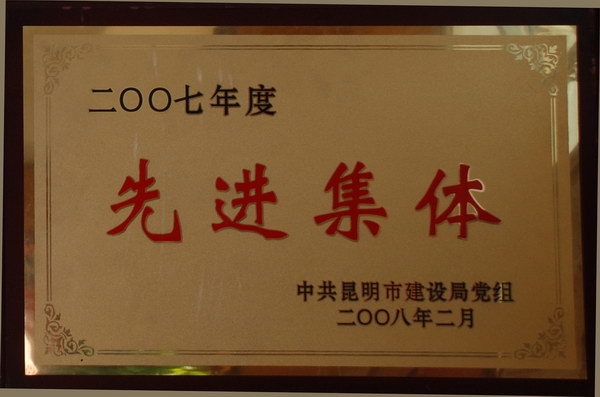 二〇〇七年度
先进集体
中共昆明市建设局党组
二〇〇八年二月